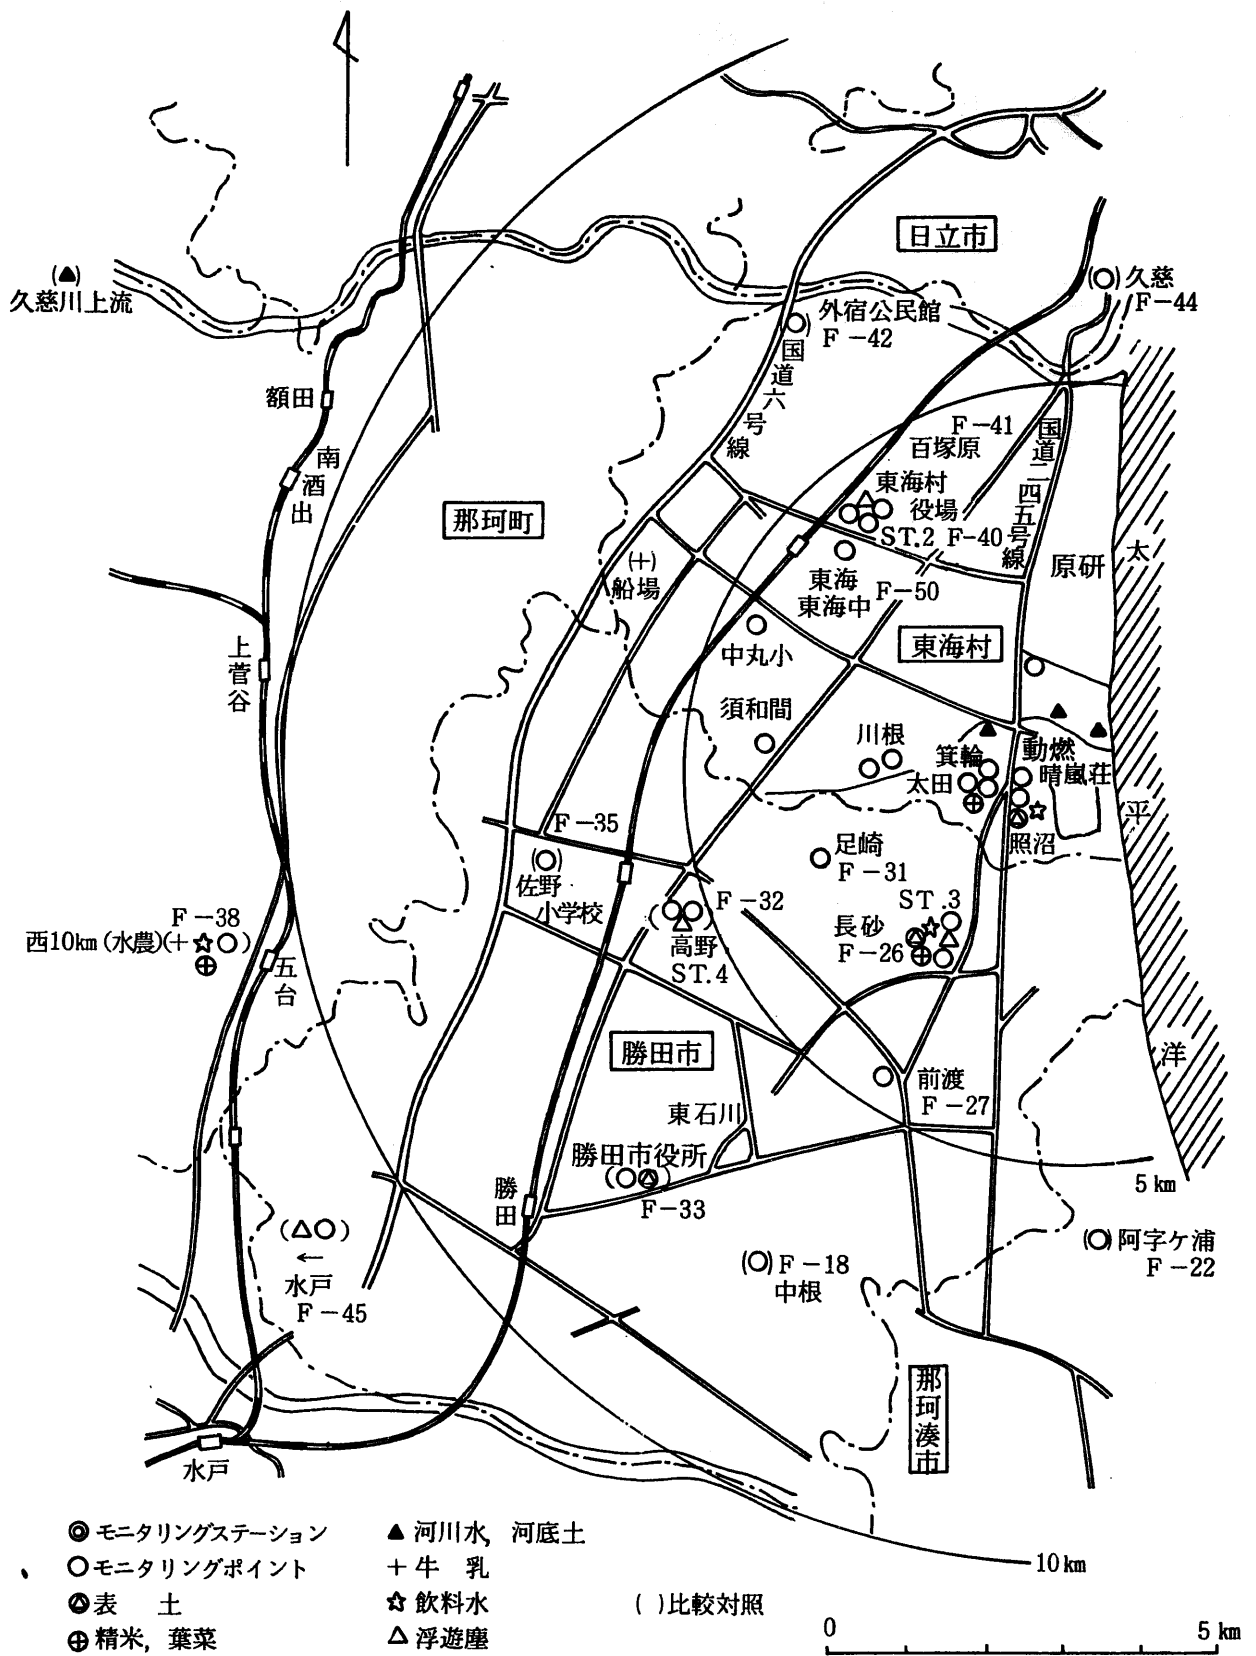 日立市
久慈
F-44
(▲)
久慈川上流
外宿公民館
F-42
国道六号線
額田
南酒出
F-41
百塚原
国道二四五号線
東海村
役場
ST.2
F-40
那珂町
(+)
船場
原研
太平洋
東海
東海中
F-50
東海村
中丸小
上菅谷
須和間
川根
箕輪
動燃
晴嵐荘
太田
照沼
F-35
足崎
F-31
佐野
小学校
F-32
ST.3
長砂
F-26
高野
ST.4
F-38
西10km(水農)(+☆○)
五台
勝田市
前渡
F-27
東石川
勝田市役所
F-33
勝田
5km
(△○)
←
水戸
F-45
F-18
中根
阿字ケ浦
F-22
那珂湊市
水戸
◎モニタリングステーション
▲河川水,河底土
○モニタリングポイント
+牛 乳
表 土
☆飲料水
( )比較対照
⊕精米,葉菜
△浮遊塵
10km
0
5km